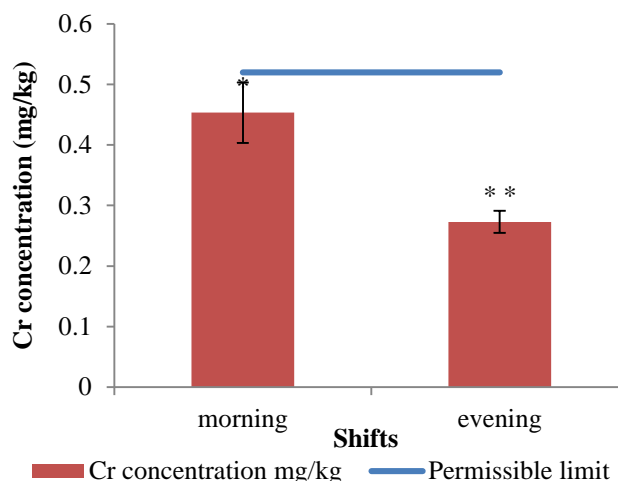 Cr concentration (mg/kg)
0.6
0.5
0.4
0.3
0.2
0.1
0
*
* *
morning
evening
Shifts
Cr concentration mg/kg
Permissible limit